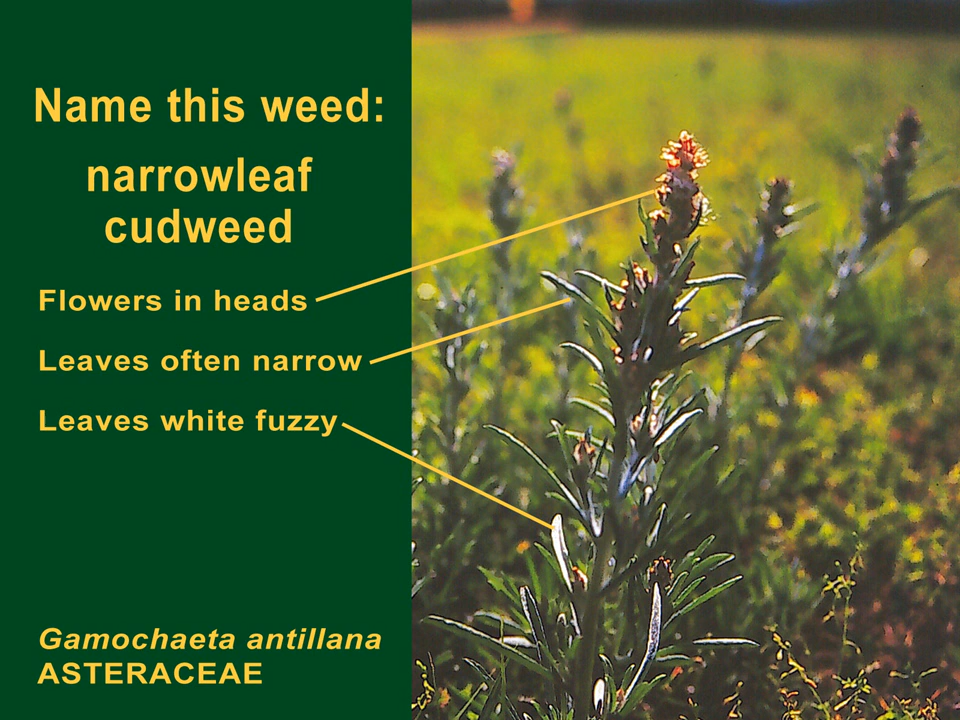 Name this weed:
narrowleaf
cudweed
Flowers in heads
Leaves often narrow
Leaves white fuzzy
Gamochaeta antillana
ASTERACEAE